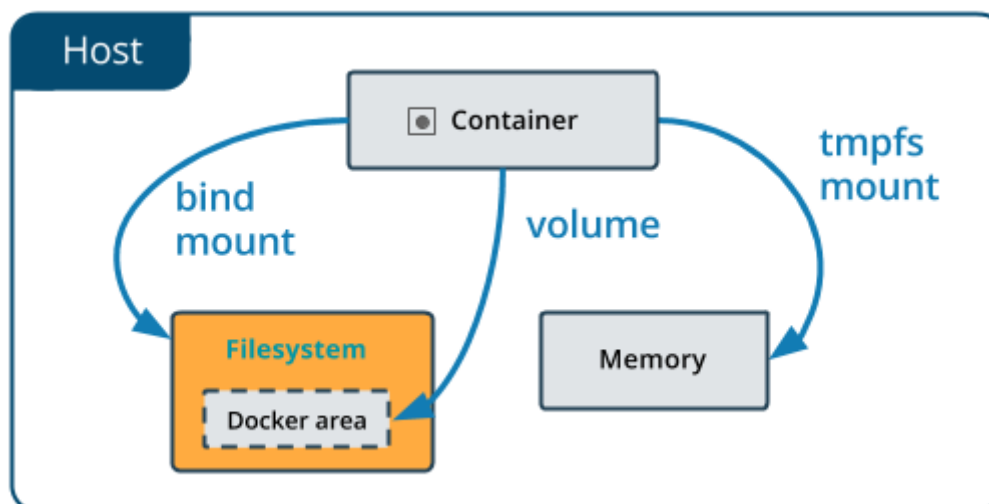 Host
Container
tmpfs
mount
bind
mount
volume
Filesystem
Memory
Docker area